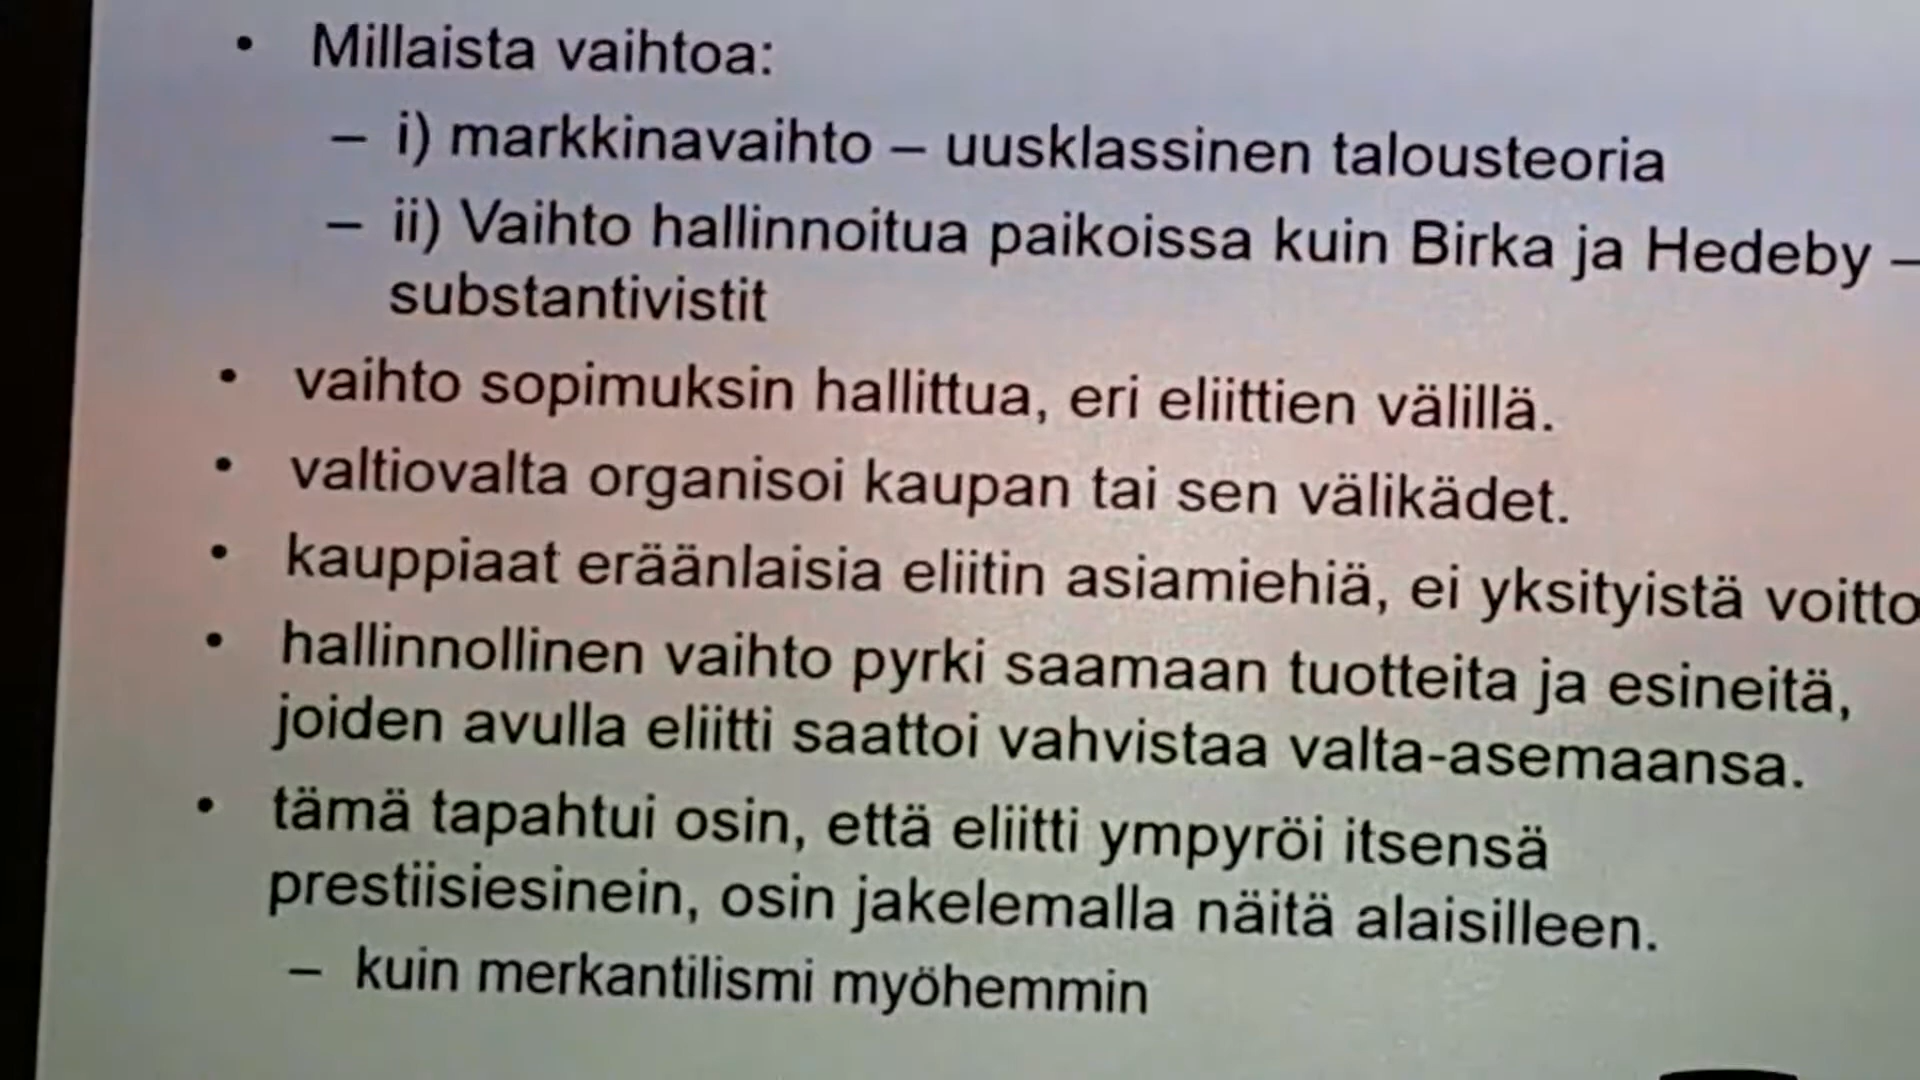 • Millaista vaihtoa:
– i) markkinavaihto – uusklassinen talousteoria
– ii) Vaihto hallinnoitua paikoissa kuin Birka ja Hedeby –
substantivistit
• vaihto sopimuksin hallittua, eri eliittien välillä.
• valtiovalta organisoi kaupan tai sen välikädet.
• kauppiaat eräänlaisia eliitin asiamiehiä, ei yksityistä voitto
• hallinnollinen vaihto pyrki saamaan tuotteita ja esineitä,
joiden avulla eliitti saattoi vahvistaa valta-asemaansa.
• tämä tapahtui osin, että eliitti ympyröi itsensä
prestiisiesinein, osin jakelemalla näitä alaisilleen.
– kuin merkantilismi myöhemmin